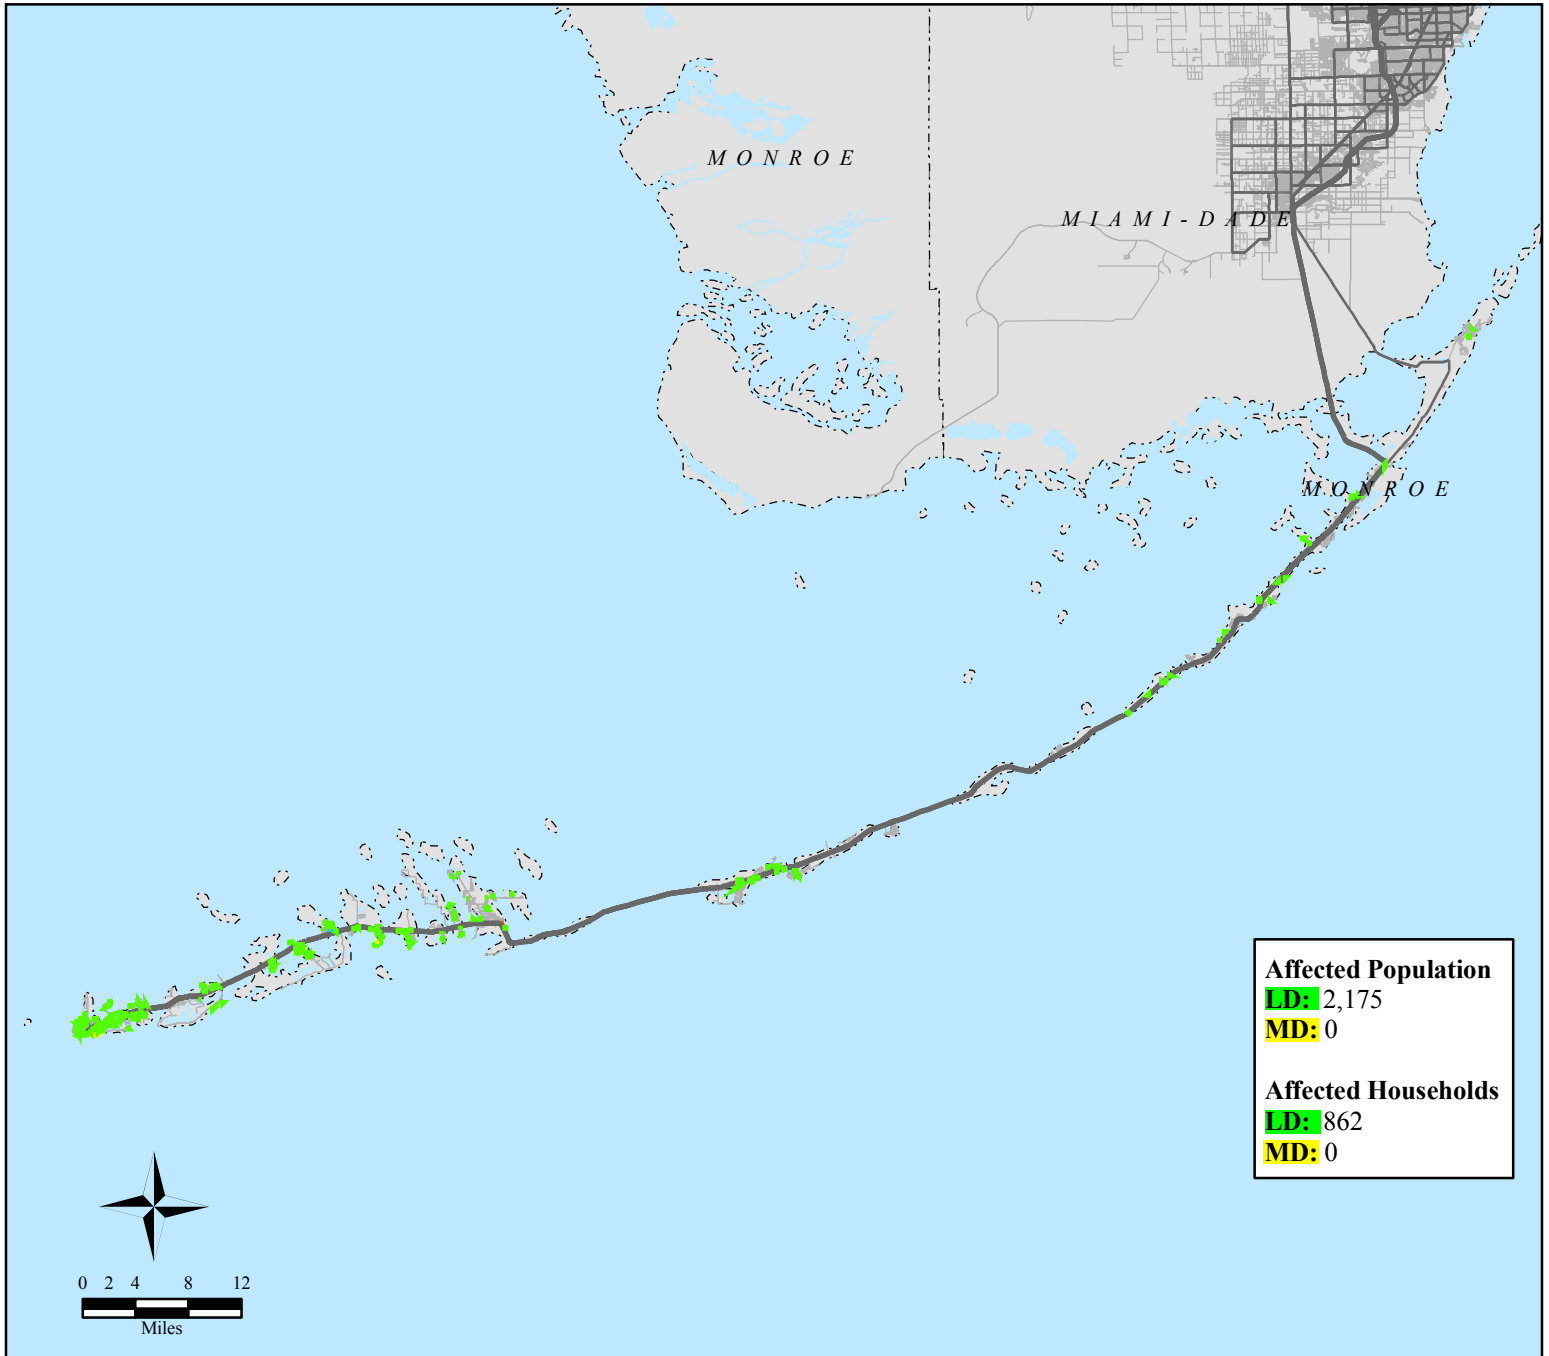 MONROE
MIAMI-DADE
MONROE
Affected Population
LD: 2,175
MD: 0
Affected Households
LD: 862
MD: 0
0 2 4 8 12
Miles